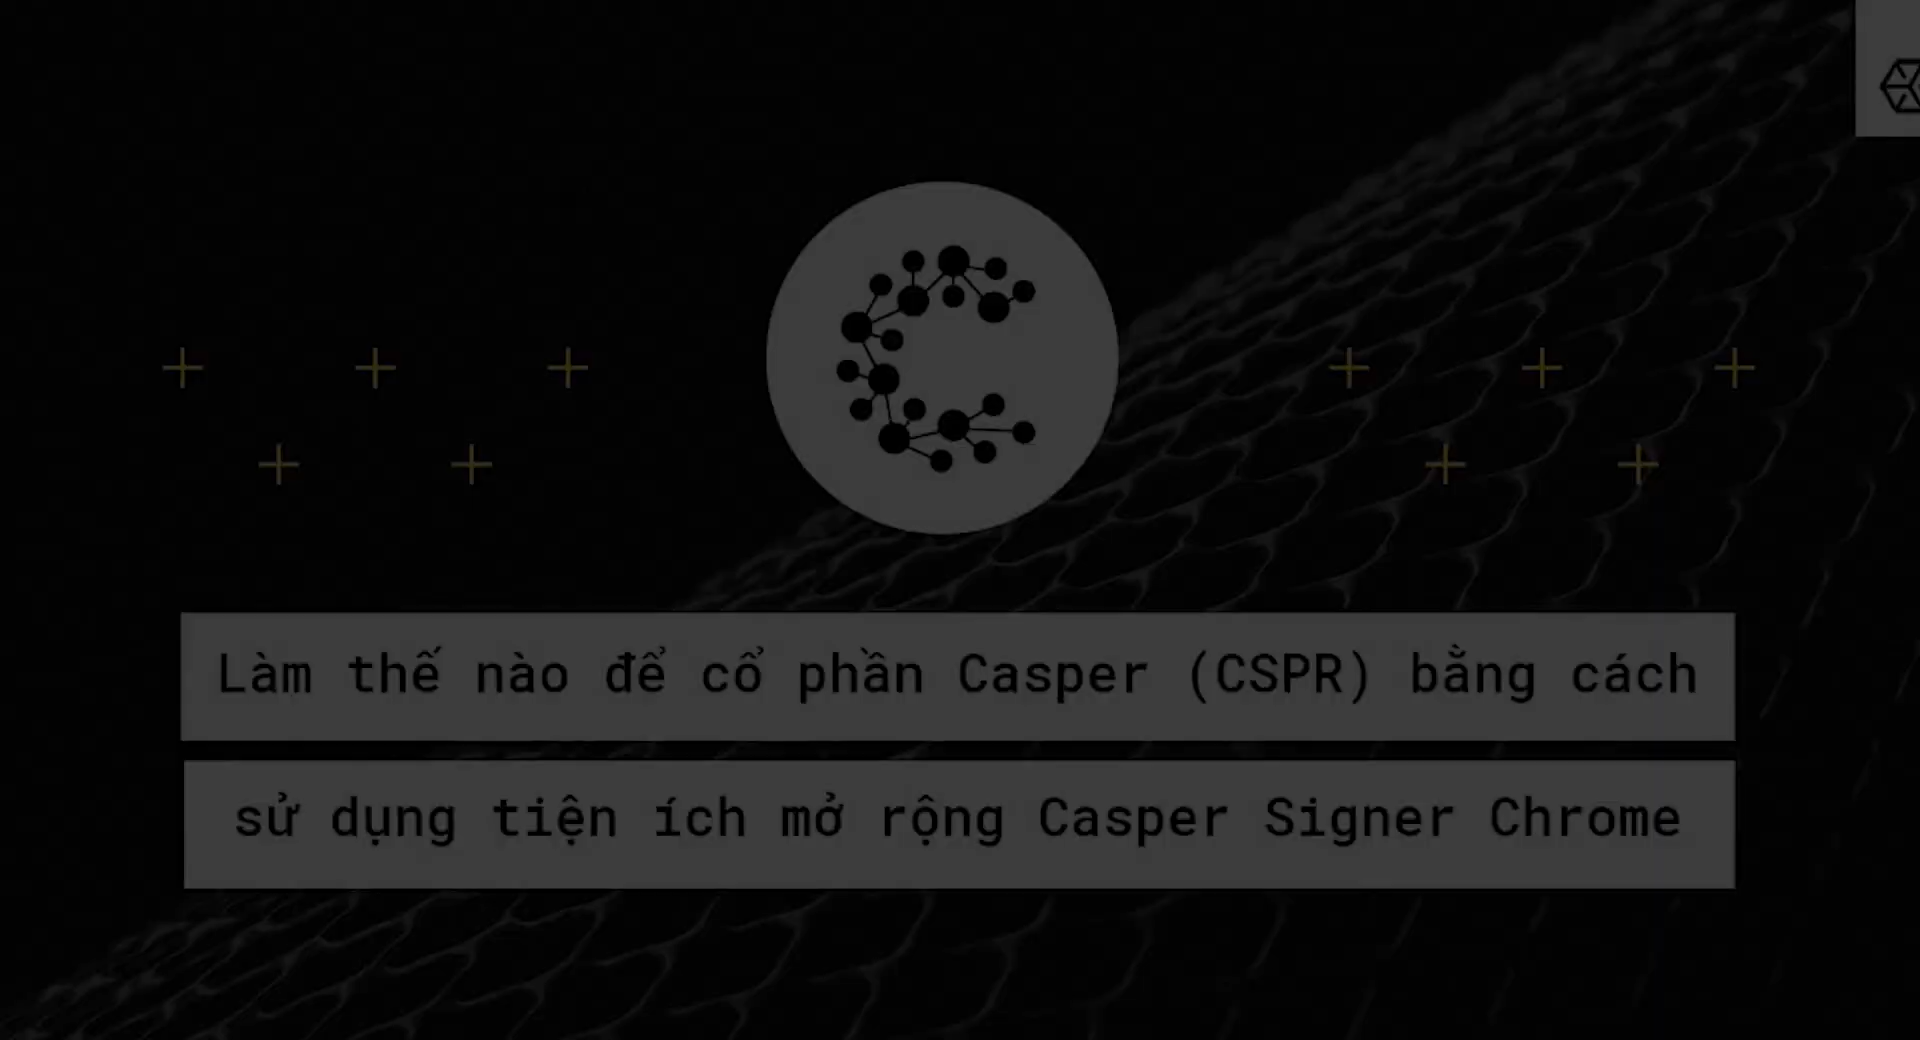 Làm thế nào để cổ phần Casper (CSPR) bằng cách
sử dụng tiện ích mở rộng Casper Signer Chrome